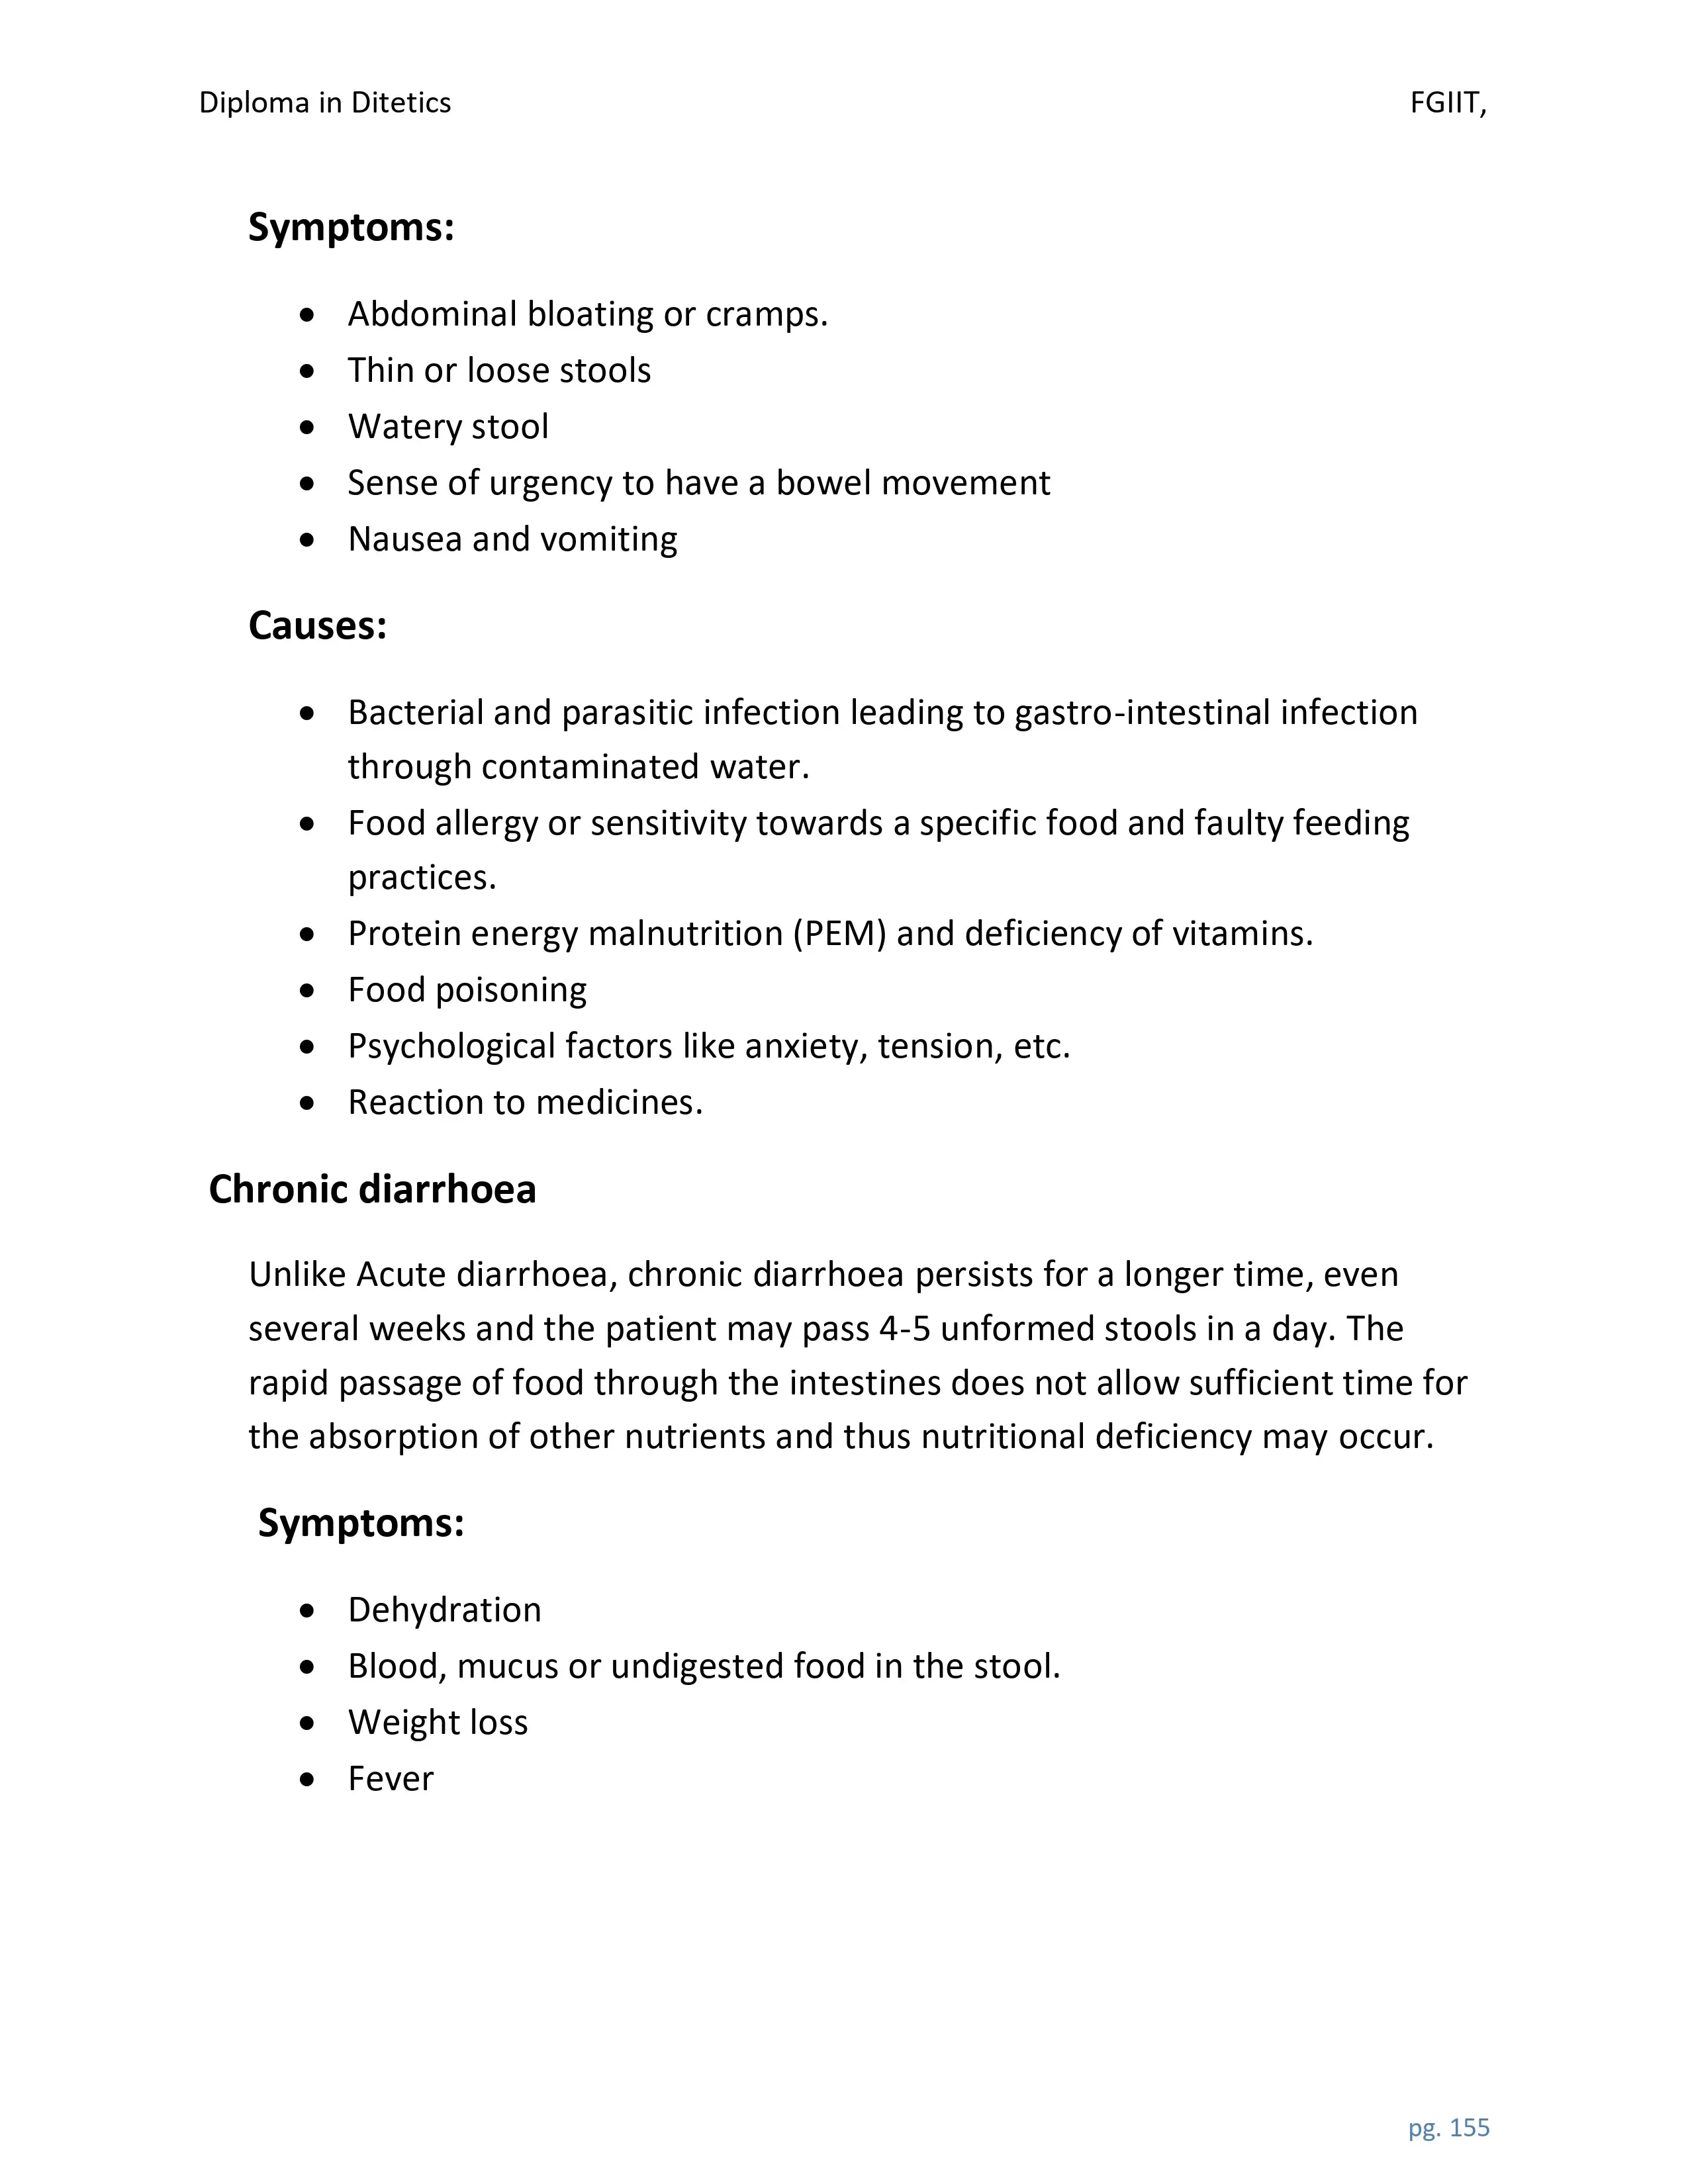 Diploma in Ditetics FGIIT,
Symptoms:
• Abdominal bloating or cramps.
• Thin or loose stools
• Watery stool
• Sense of urgency to have a bowel movement
• Nausea and vomiting
Causes:
• Bacterial and parasitic infection leading to gastro-intestinal infection
through contaminated water.
• Food allergy or sensitivity towards a specific food and faulty feeding
practices.
• Protein energy malnutrition (PEM) and deficiency of vitamins.
• Food poisoning
• Psychological factors like anxiety, tension, etc.
• Reaction to medicines.
Chronic diarrhoea
Unlike Acute diarrhoea, chronic diarrhoea persists for a longer time, even
several weeks and the patient may pass 4-5 unformed stools in a day. The
rapid passage of food through the intestines does not allow sufficient time for
the absorption of other nutrients and thus nutritional deficiency may occur.
Symptoms:
• Dehydration
• Blood, mucus or undigested food in the stool.
• Weight loss
• Fever
pg. 155